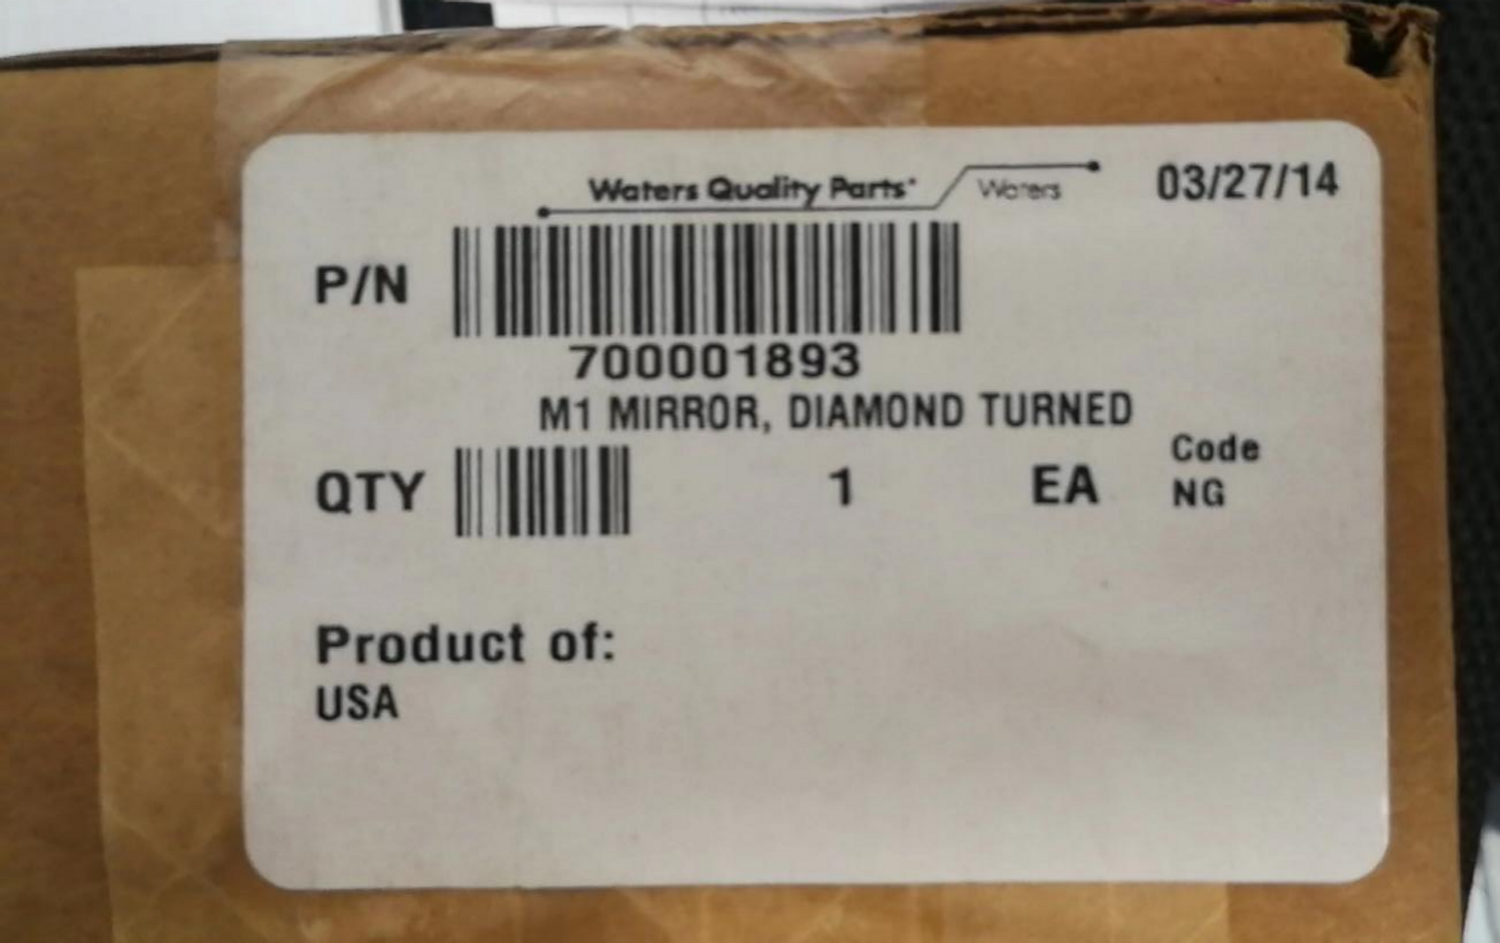 Waters Quality Parts Waters 03/27/14
P/N
700001893
M1 MIRROR, DIAMOND TURNED
QTY 1 EA Code
NG
Product of:
USA